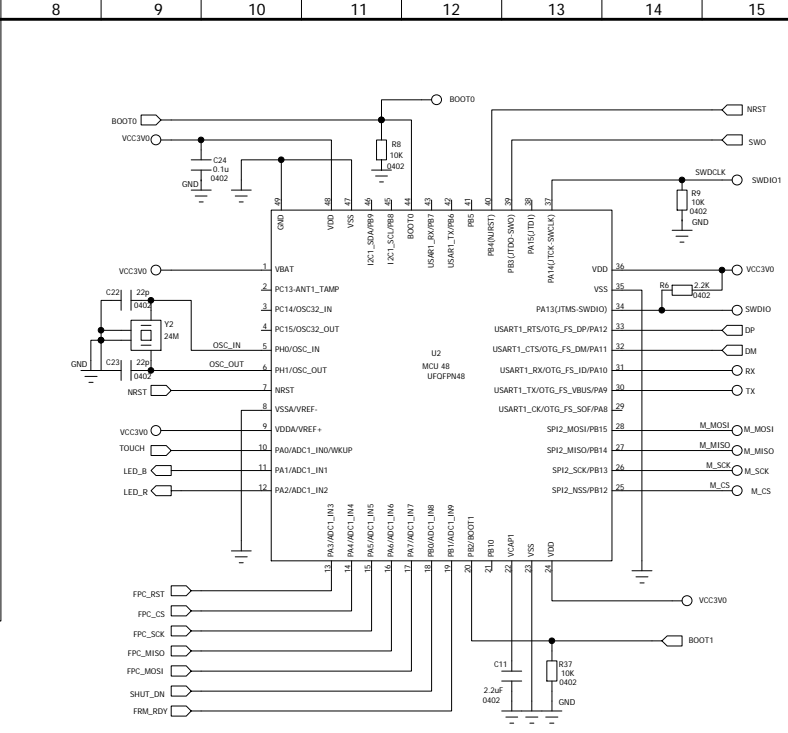 8 9 10 11 12 13 14 15
BOOT0
BOOT0
NRST
VCC3V0
SWO
R8
10K
0402
C24
0.1u
0402
GND
SWDCLK
SWDIO1
R9
10K
0402
GND
49 48 47 46 45 44 43 42 41 40 39 38 37
GND
VDD
VSS
I2C1_SDA/PB9
I2C1_SCL/PB8
BOOT0
USAR1_RX/PB7
USAR1_TX/PB6
PB5
PB4(NJRST)
PB3(JTDO-SWO)
PA15(JTDI)
PA14(JTCK-SWCLK)
VCC3V0 1 VBAT
2 PC13-ANT1_TAMP
3 PC14/OSC32_IN
4 PC15/OSC32_OUT
OSC_IN 5 PH0/OSC_IN
OSC_OUT 6 PH1/OSC_OUT
NRST 7 NRST
8 VSSA/VREF-
VCC3V0 9 VDDA/VREF+
TOUCH 10 PA0/ADC1_IN0/WKUP
LED_B 11 PA1/ADC1_IN1
LED_R 12 PA2/ADC1_IN2
C22 22p
0402
Y2
24M
GND
C23 22p
0402
U2
MCU 48
UFQFPN48
VDD 36 VCC3V0
VSS 35
R6 2.2K
0402
PA13(JTMS-SWDIO) 34 SWDIO
USART1_RTS/OTG_FS_DP/PA12 33 DP
USART1_CTS/OTG_FS_DM/PA11 32 DM
USART1_RX/OTG_FS_ID/PA10 31 RX
USART1_TX/OTG_FS_VBUS/PA9 30 TX
USART1_CK/OTG_FS_SOF/PA8 29
SPI2_MOSI/PB15 28 M_MOSI M_MOSI
SPI2_MISO/PB14 27 M_MISO M_MISO
SPI2_SCK/PB13 26 M_SCK M_SCK
SPI2_NSS/PB12 25 M_CS M_CS
PA3/ADC1_IN3
PA4/ADC1_IN4
PA5/ADC1_IN5
PA6/ADC1_IN6
PA7/ADC1_IN7
PB0/ADC1_IN8
PB1/ADC1_IN9
PB2/BOOT1
PB10
VCAP1
VSS
VDD
13 14 15 16 17 18 19 20 21 22 23 24
FPC_RST
FPC_CS
FPC_SCK
FPC_MISO
FPC_MOSI
SHUT_DN
FRM_RDY
VCC3V0
BOOT1
C11
2.2uF
0402
R37
10K
0402
GND